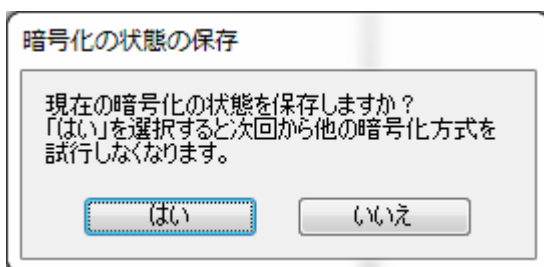 暗号化の状態の保存
現在の暗号化の状態を保存しますか？
「はい」を選択すると次回から他の暗号化方式を
試行しなくなります。
はい
いいえ